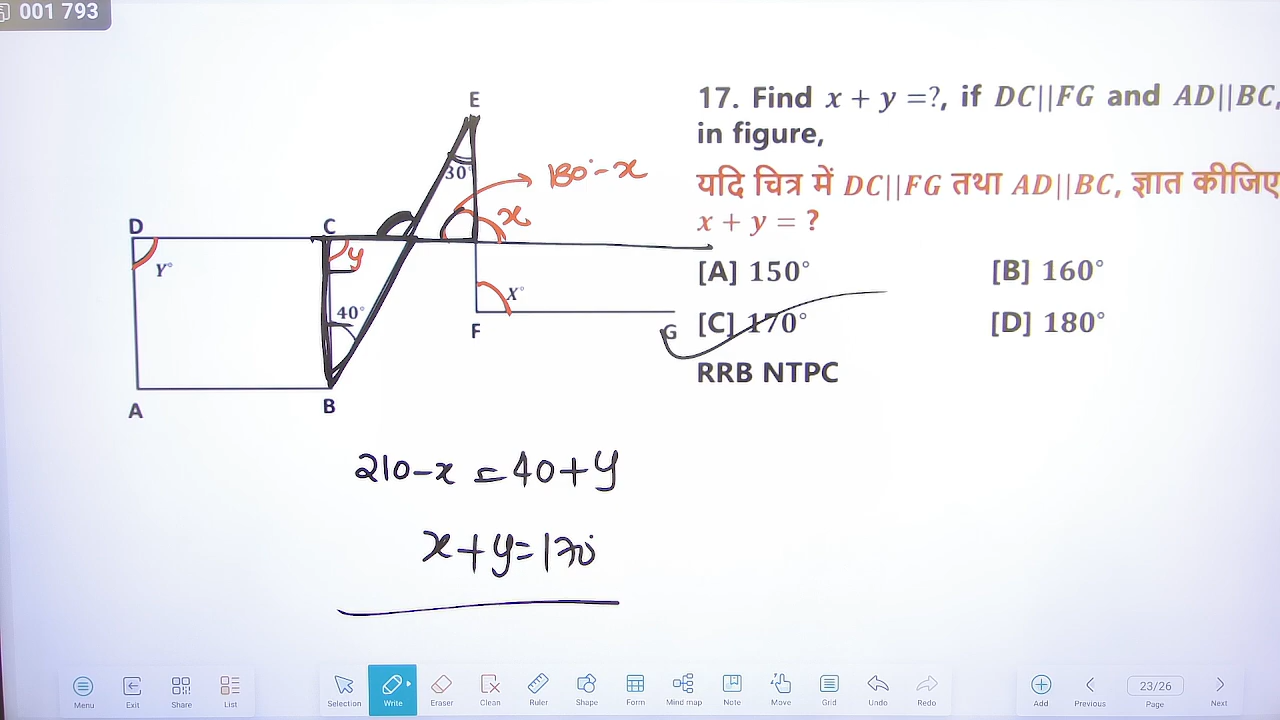 001 793
17. Find x + y =?, if DC||FG and AD||BC,
in figure,
यदि चित्र में DC||FG तथा AD||BC, ज्ञात कीजिए
x + y = ?
[A] 150° [B] 160°
[C] 170° [D] 180°
RRB NTPC
E
30°
180°-x
x
D
C
Y°
y
40°
X°
F
G
A
B
210-x = 40+y
x+y=170°
Menu
Exit
Share
List
Selection
Write
Eraser
Clean
Ruler
Shape
Form
Mind map
Note
Move
Grid
Undo
Redo
Add
Previous
23/26
Page
Next